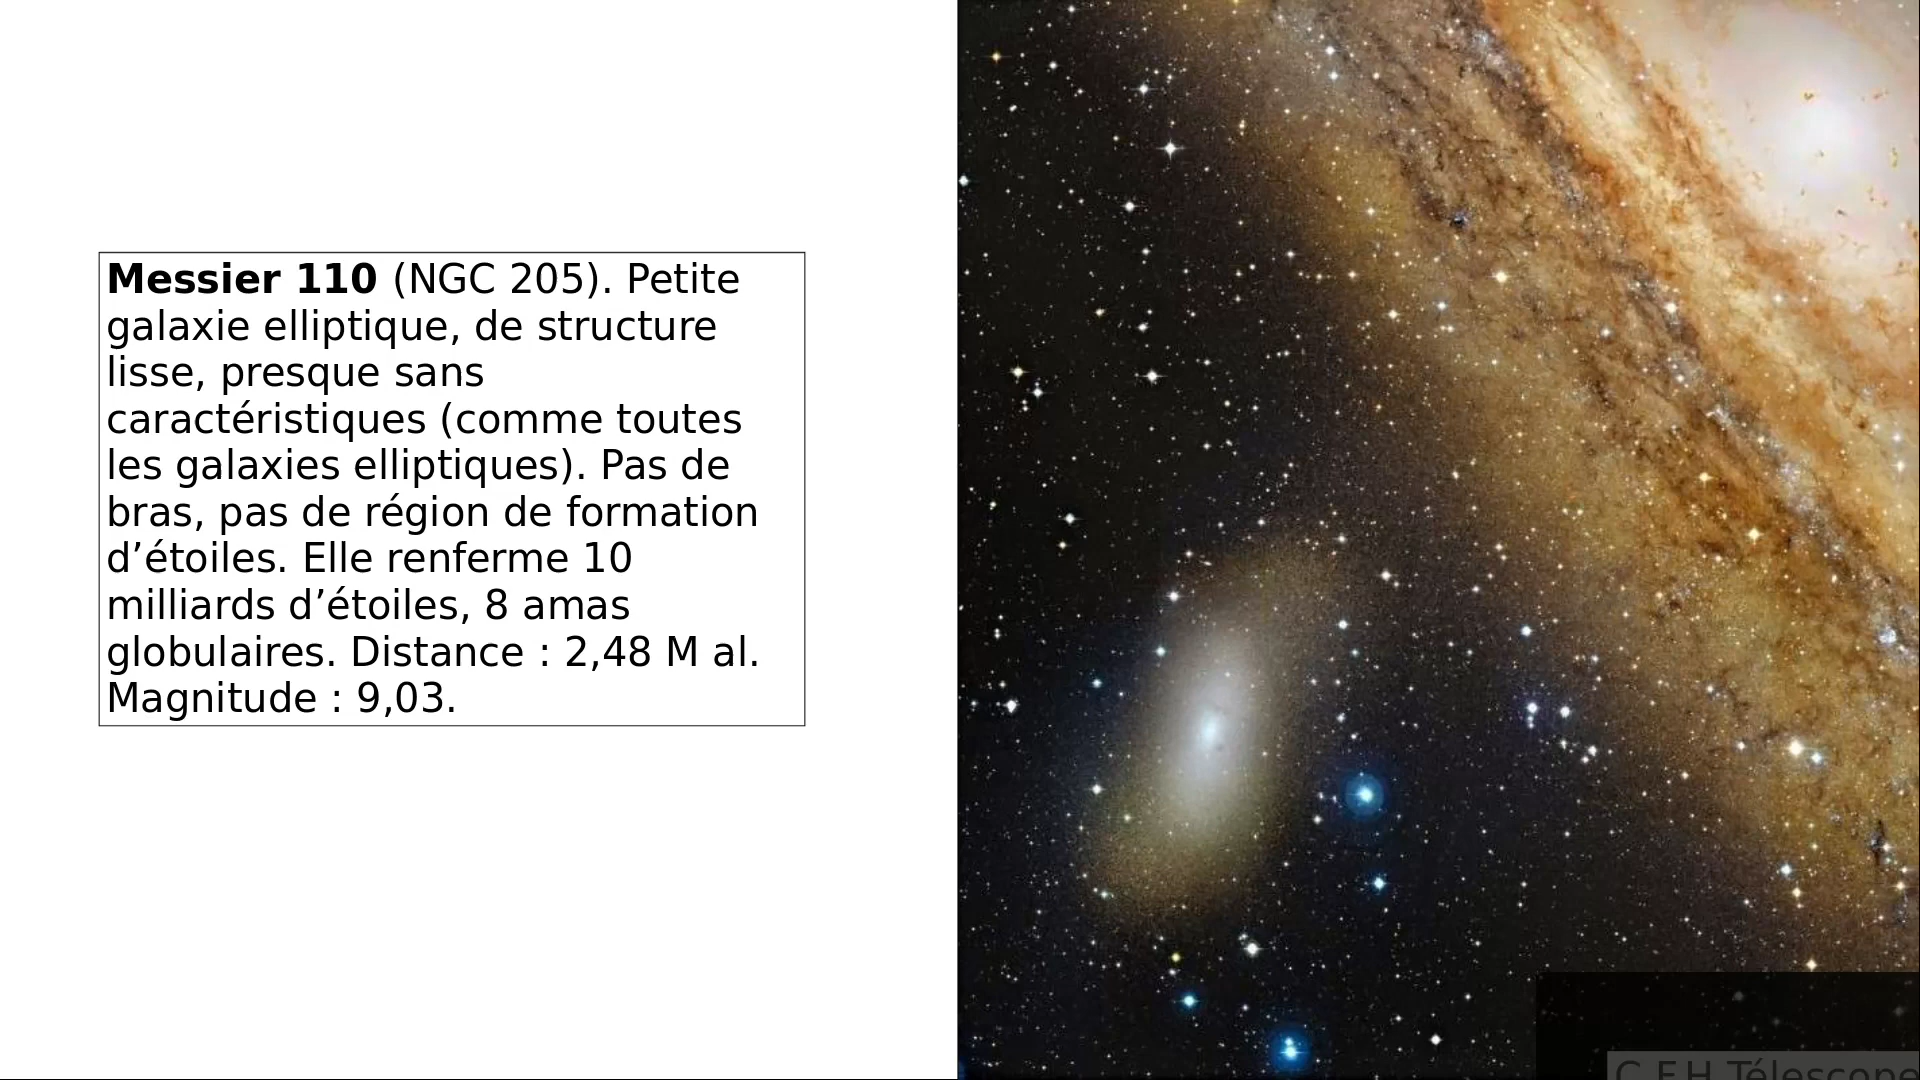 Messier 110 (NGC 205). Petite
galaxie elliptique, de structure
lisse, presque sans
caractéristiques (comme toutes
les galaxies elliptiques). Pas de
bras, pas de région de formation
d’étoiles. Elle renferme 10
milliards d’étoiles, 8 amas
globulaires. Distance : 2,48 M al.
Magnitude : 9,03.
C.F.H.Télescope